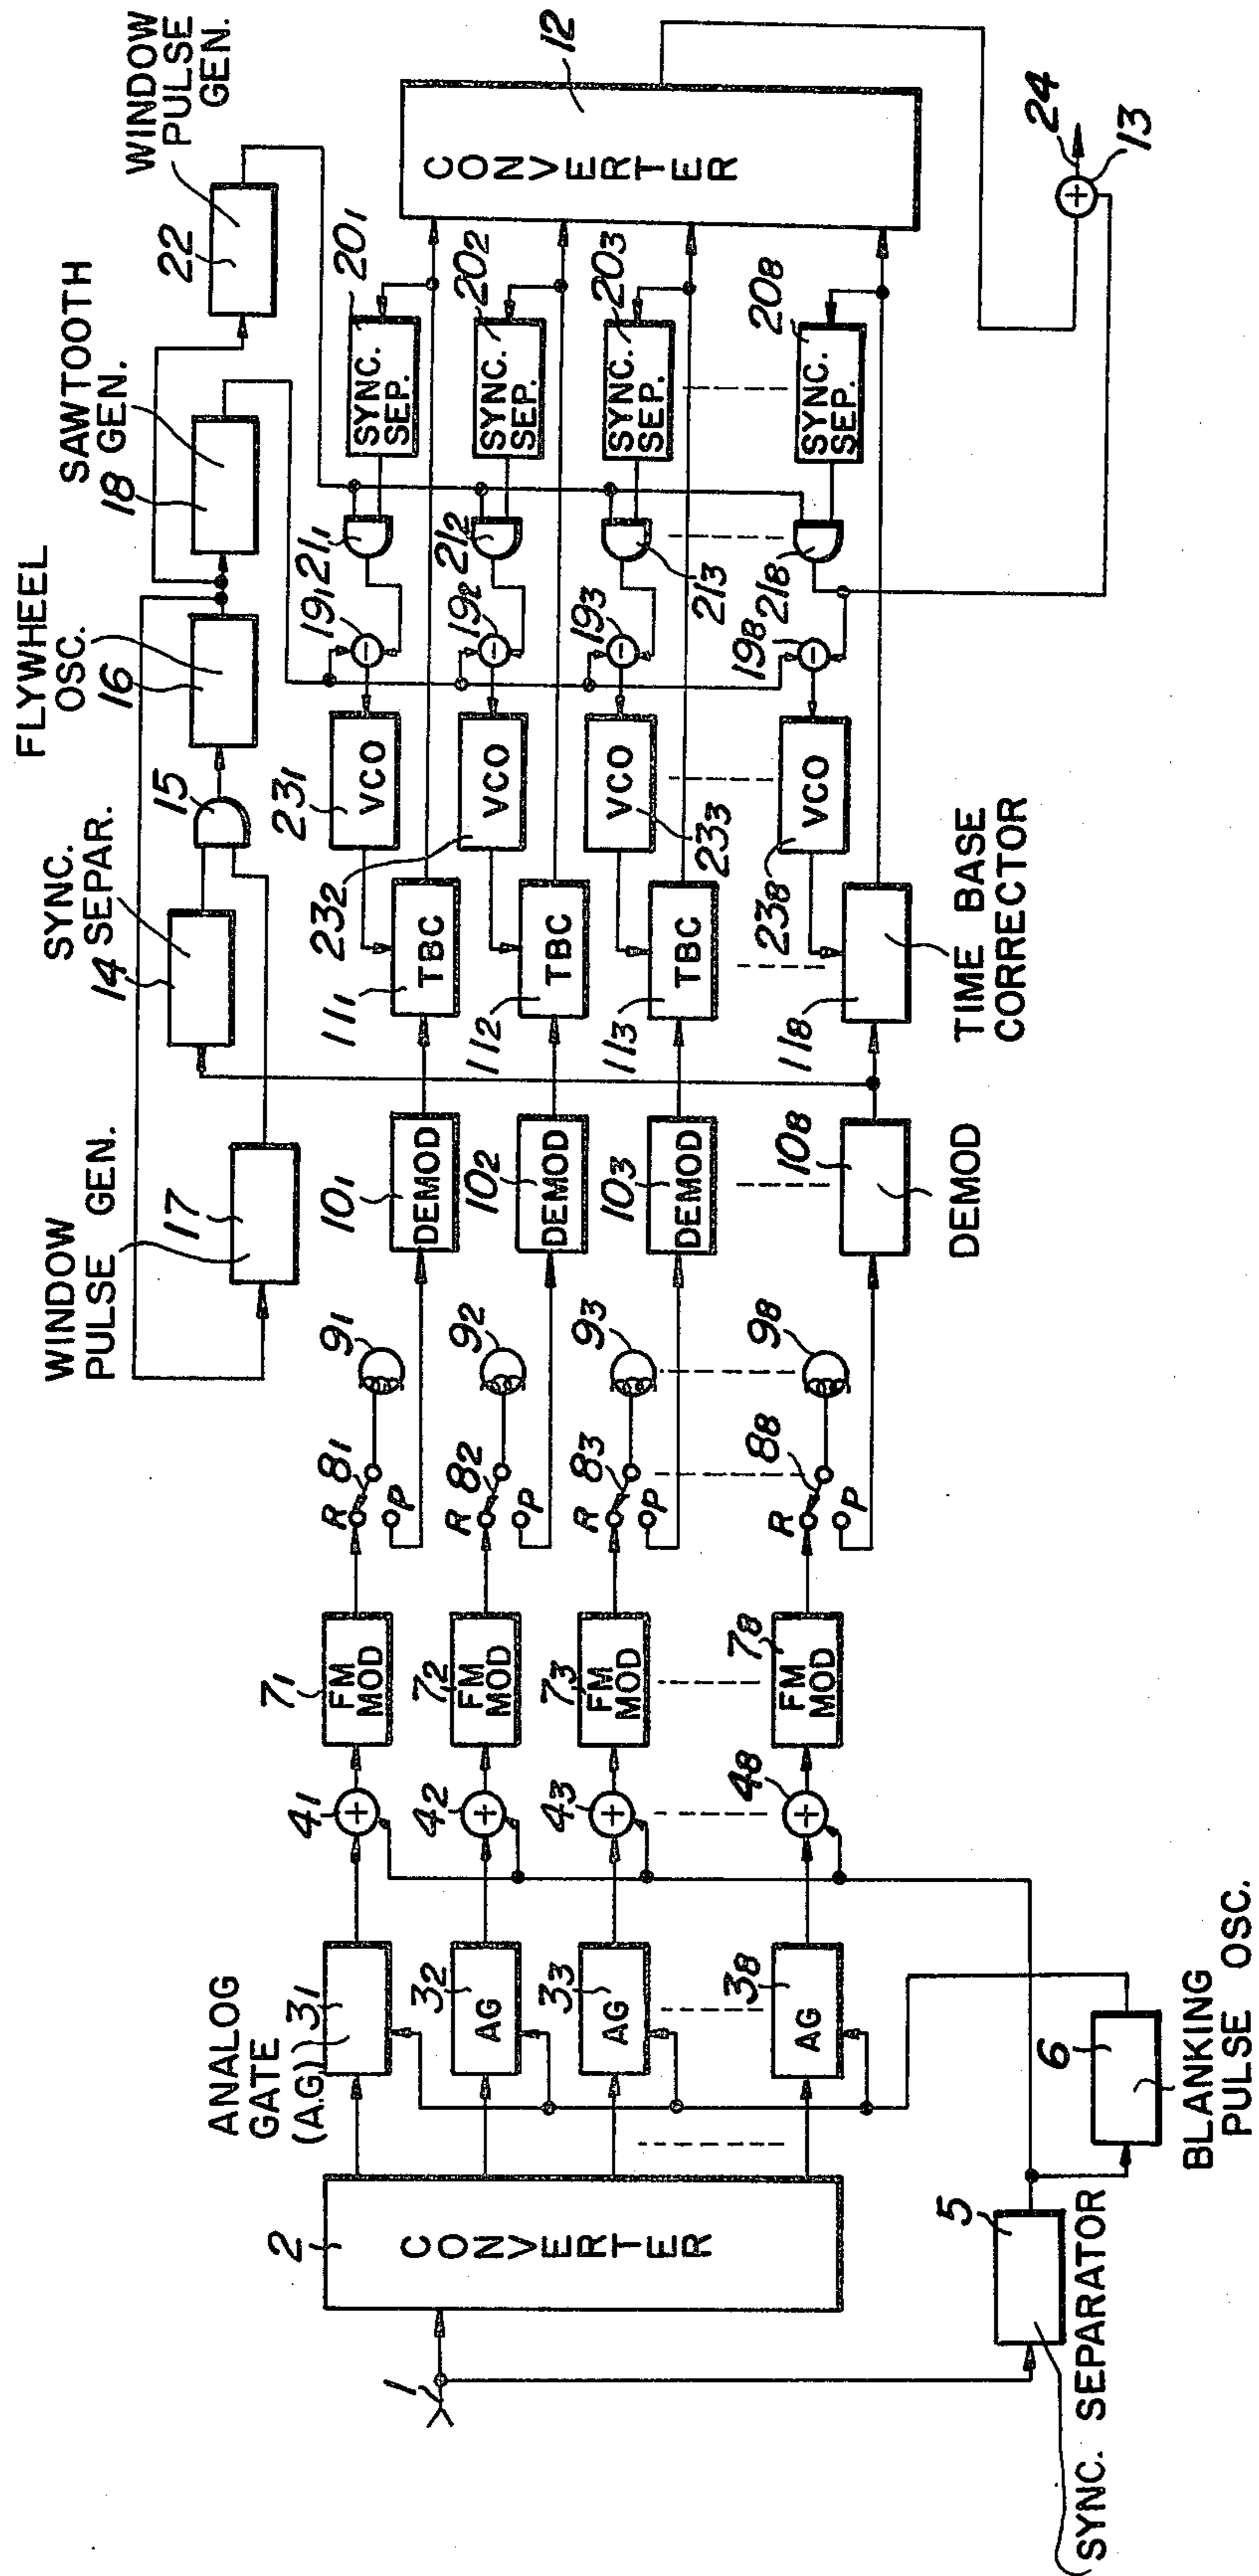 1
2
CONVERTER
ANALOG
GATE
(A.G)
3₁
3₂
AG
3₃
AG
3₈
AG
4₁
4₂
4₃
4₈
5
SYNC. SEPARATOR
6
BLANKING
PULSE OSC.
7₁
FM
MOD
7₂
FM
MOD
7₃
FM
MOD
7₈
FM
MOD
R
8₁
P
9₁
R
8₂
P
9₂
R
8₃
P
9₃
R
8₈
P
9₈
WINDOW
PULSE GEN.
17
10₁
DEMOD
10₂
DEMOD
10₃
DEMOD
10₈
DEMOD
SYNC.
SEPAR.
14
15
11₁
TBC
11₂
TBC
11₃
TBC
11₈
TIME BASE
CORRECTOR
FLYWHEEL
OSC.
16
23₁
VCO
23₂
VCO
23₃
VCO
23₈
VCO
19₁
19₂
19₃
19₈
21₁
21₂
21₃
21₈
SAWTOOTH
GEN.
18
20₁
SYNC.
SEP.
20₂
SYNC.
SEP.
20₃
SYNC.
SEP.
20₈
SYNC.
SEP.
WINDOW
PULSE
GEN.
22
12
CONVERTER
24
13